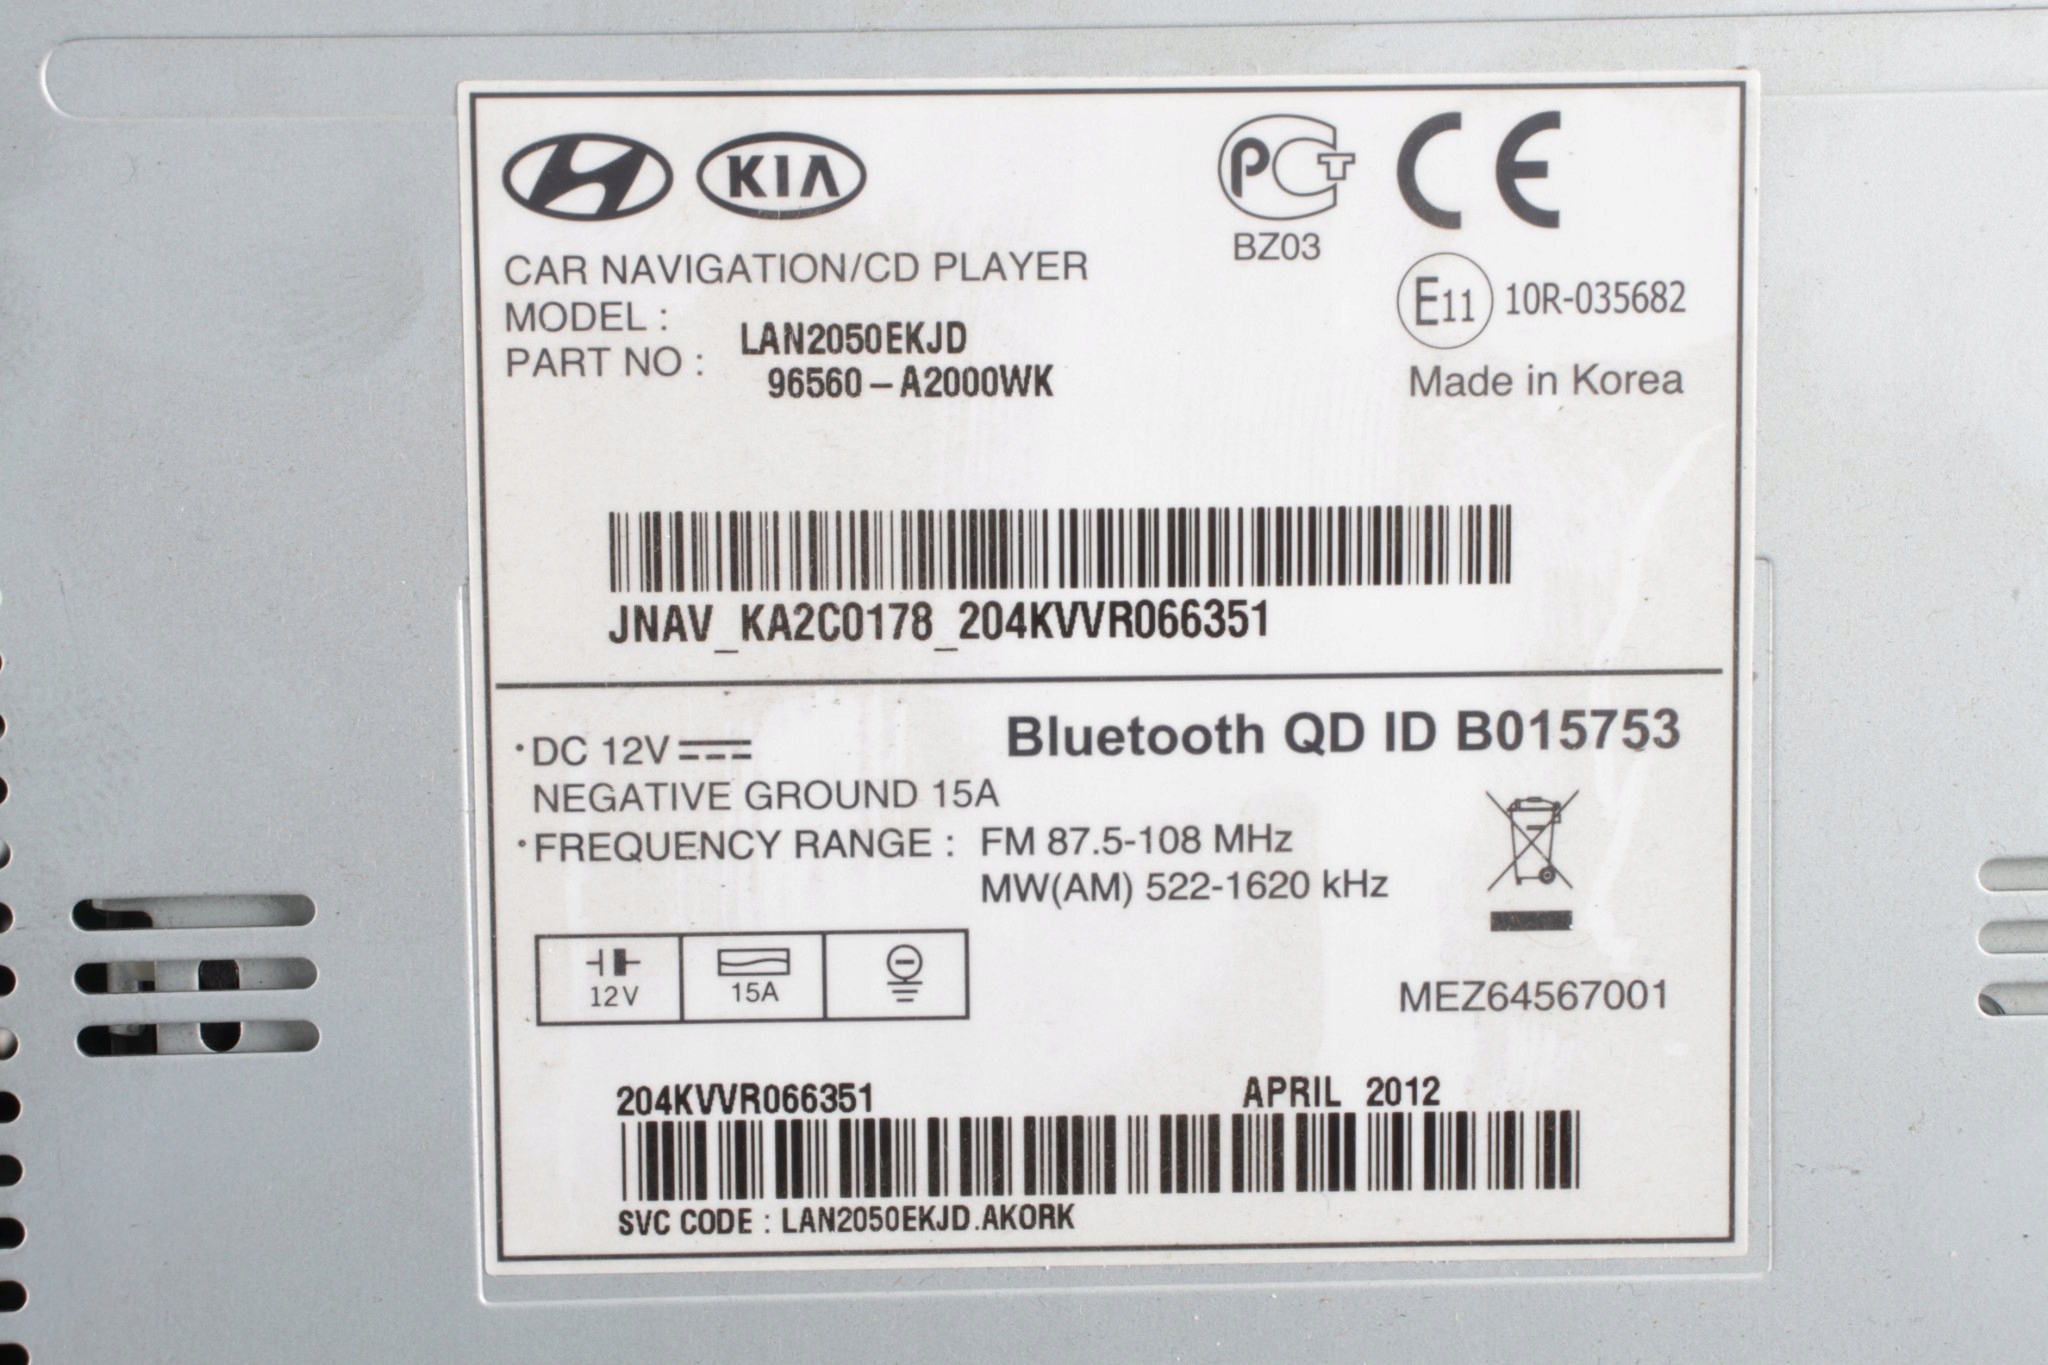 KIA
PCT
CE
BZ03
CAR NAVIGATION/CD PLAYER
MODEL : LAN2050EKJD
PART NO : 96560-A2000WK
E11 10R-035682
Made in Korea
JNAV_KA2C0178_204KVVR066351
Bluetooth QD ID B015753
·DC 12V
NEGATIVE GROUND 15A
·FREQUENCY RANGE : FM 87.5-108 MHz
MW(AM) 522-1620 kHz
12V 15A
MEZ64567001
204KVVR066351 APRIL 2012
SVC CODE : LAN2050EKJD.AKORK